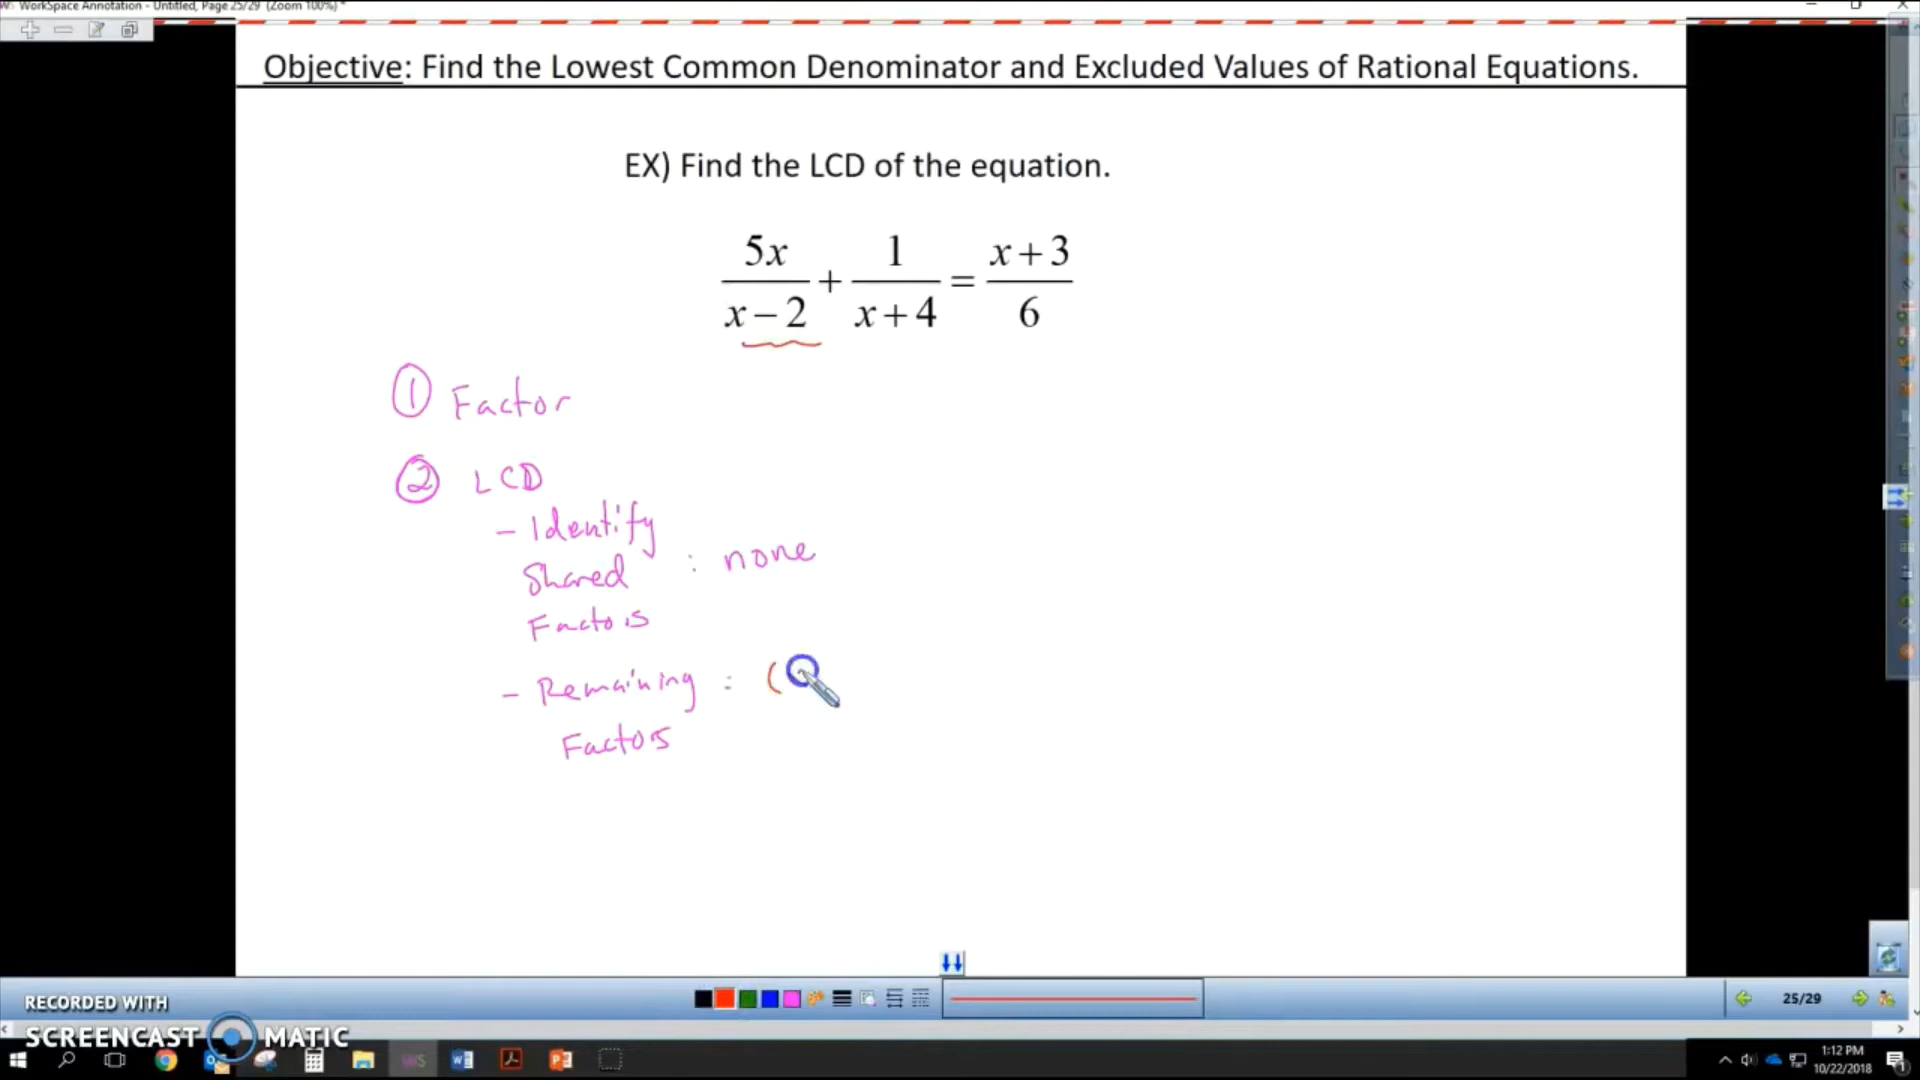 WorkSpace Annotation - Untitled, Page 25/29 (Zoom 100%) *
Objective: Find the Lowest Common Denominator and Excluded Values of Rational Equations.
EX) Find the LCD of the equation.
5x/(x-2) + 1/(x+4) = (x+3)/6
① Factor
② LCD
- Identify
Shared : none
Factors
- Remaining : (
Factors
25/29
RECORDED WITH
SCREENCAST MATIC
1:12 PM
10/22/2018